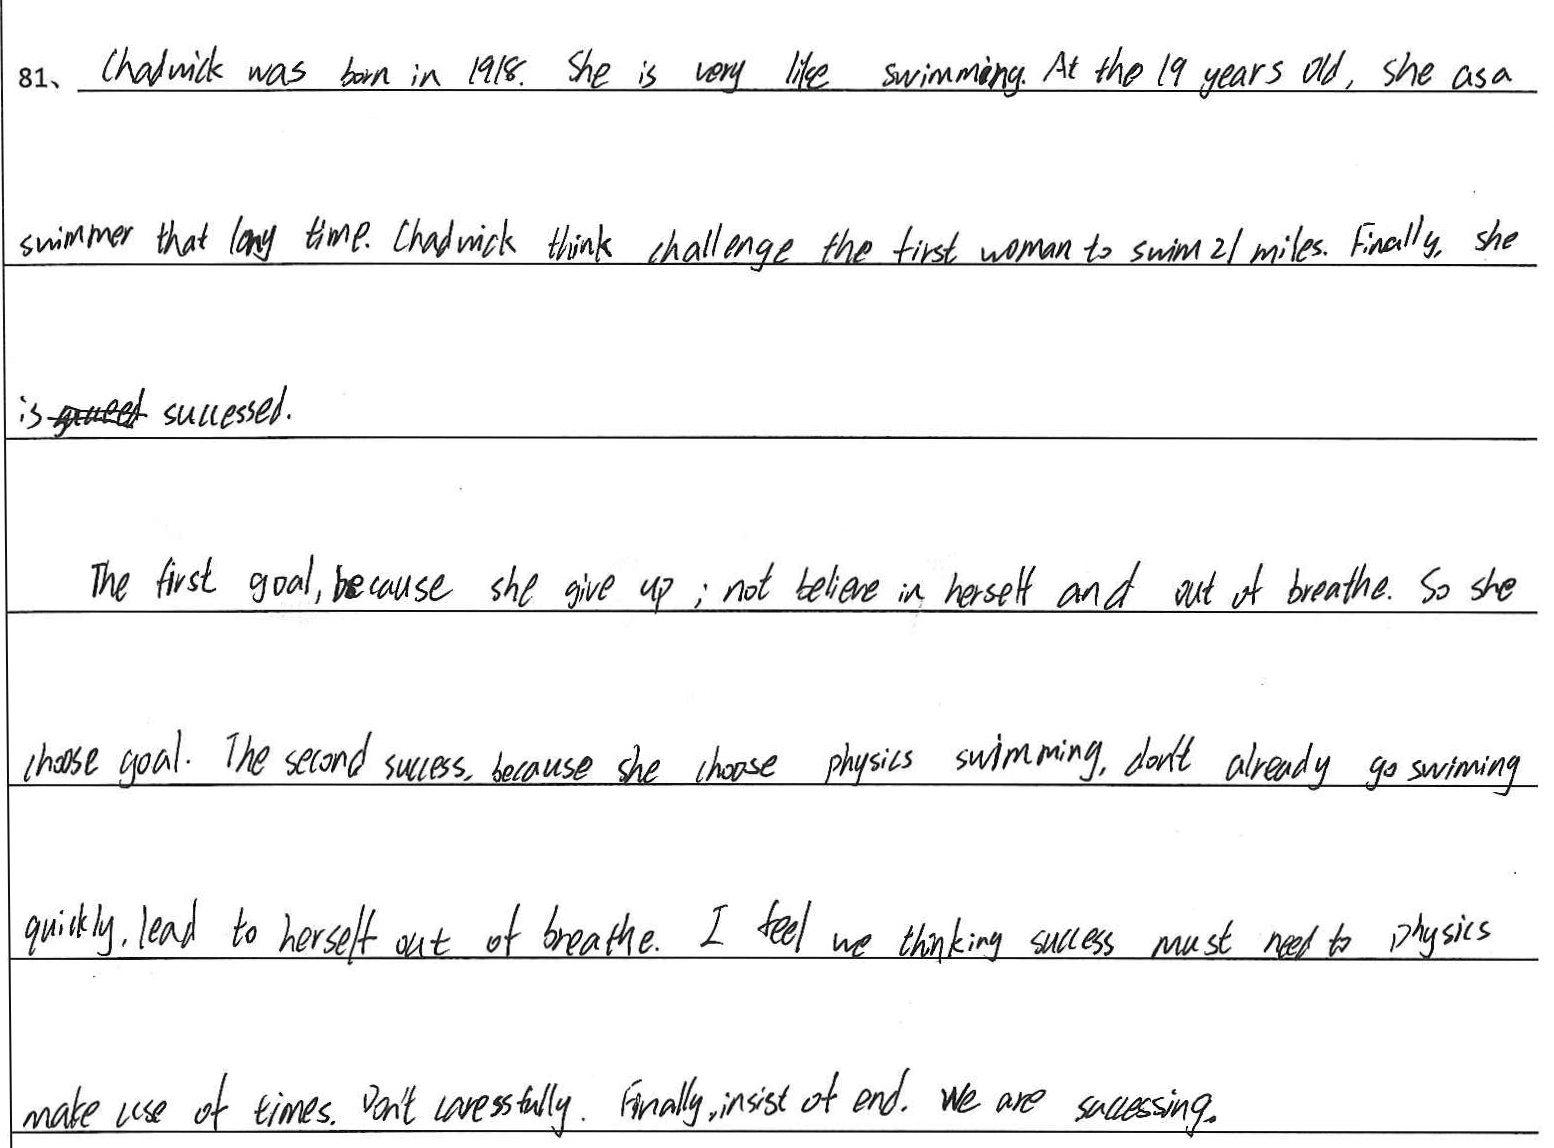 81、 Chadwick was born in 1918. She is very like swimming. At the 19 years old, she as a
swimmer that long time. Chadwick think challenge the first woman to swim 21 miles. Finally, she
is successed.
The first goal, because she give up ; not believe in herself and out of breathe. So she
choose goal. The second success, because she choose physics swimming, don't already go swiming
quickly, lead to herself out of breathe. I feel we thinking success must need to physics
make use of times. Don't caressfully. Finally, insist of end. We are successing.